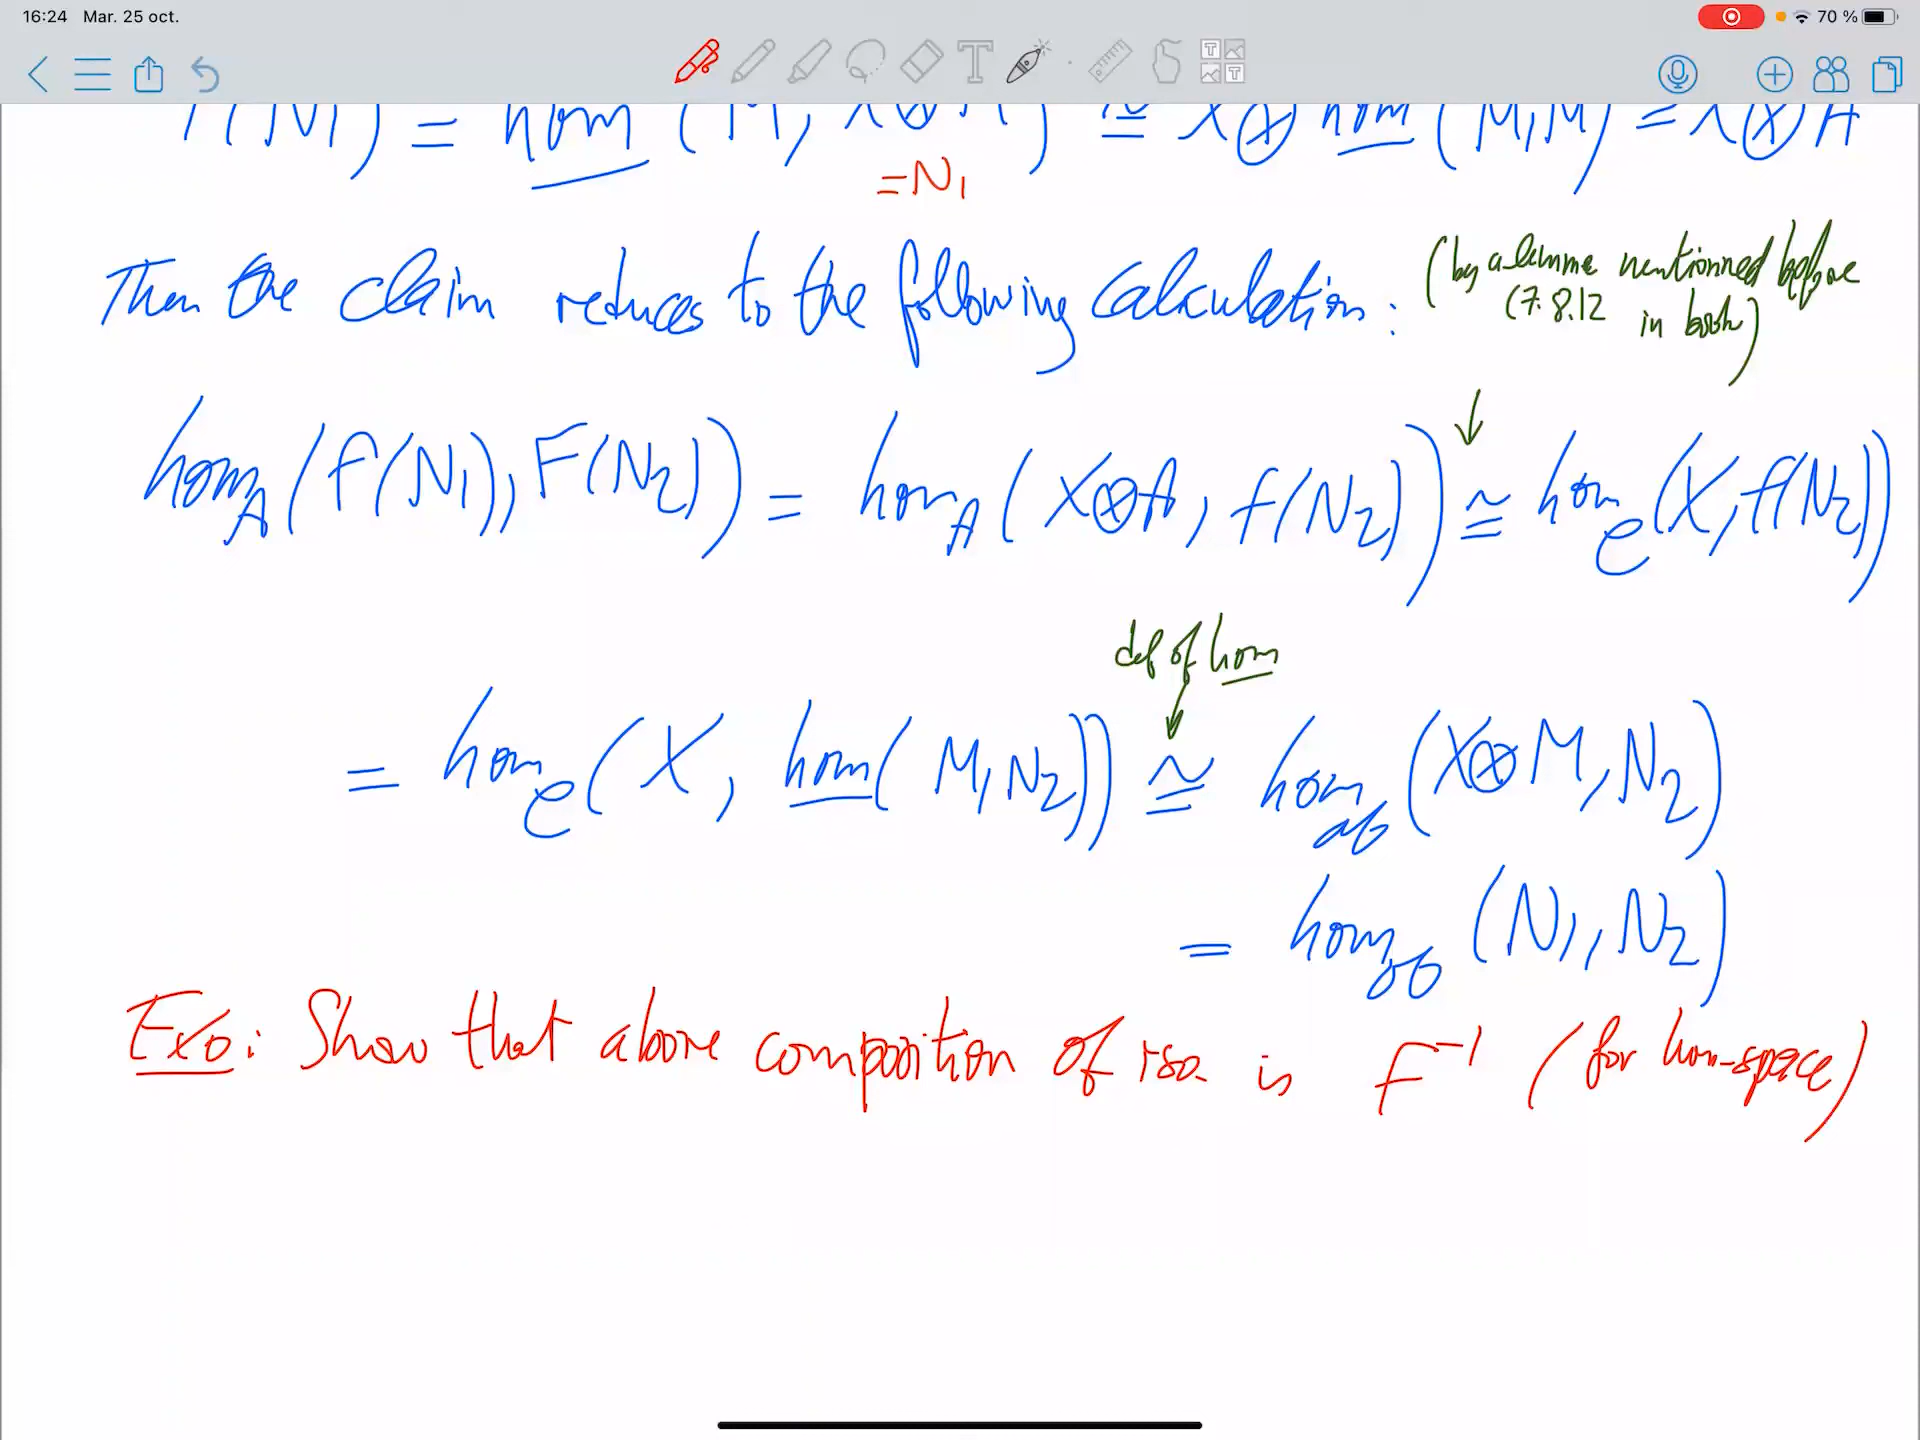 16:24 Mar. 25 oct. 70 %
F(N1) = hom (M, X⊗M) ≅ X⊗ hom (M,M) = X⊗A
=N1
Then the claim reduces to the following calculation: (by a lemme mentionned before
(7.8.12 in book)
hom_A (F(N1), F(N2)) = hom_A (X⊗A, F(N2)) ≅ hom_C (X, F(N2))
def of hom
= hom_C (X, hom (M,N2)) ≅ hom_M (X⊗M, N2)
= hom_M (N1, N2)
Exo: Show that above composition of iso. is F⁻¹ (for hom-space)